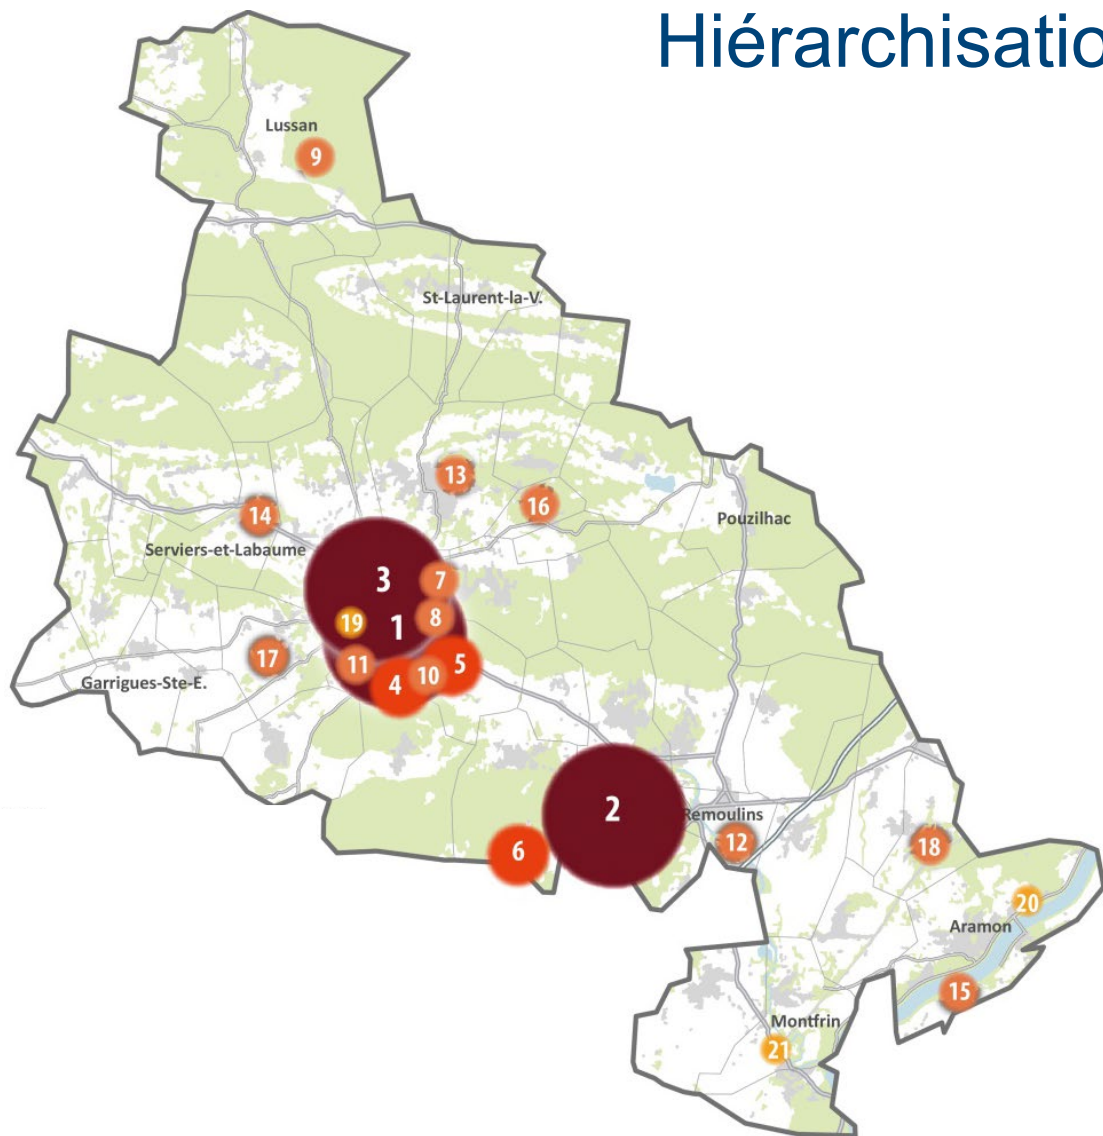 Hiérarchisatio
Lussan
9
St-Laurent-la-V.
13
16
14
Pouzilhac
Serviers-et-Labaume
3
7
19
1
8
17
11
5
Garrigues-Ste-E.
4
10
2
Remoulins
6
12
18
20
Aramon
15
Montfrin
21